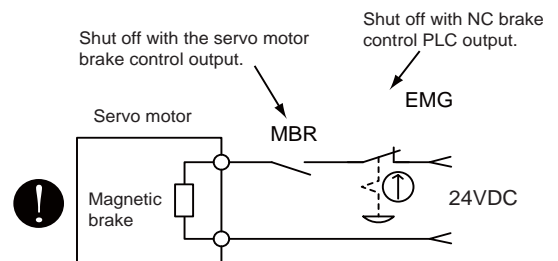 Shut off with the servo motor
brake control output.
Shut off with NC brake
control PLC output.
EMG
Servo motor
MBR
Magnetic
brake
24VDC